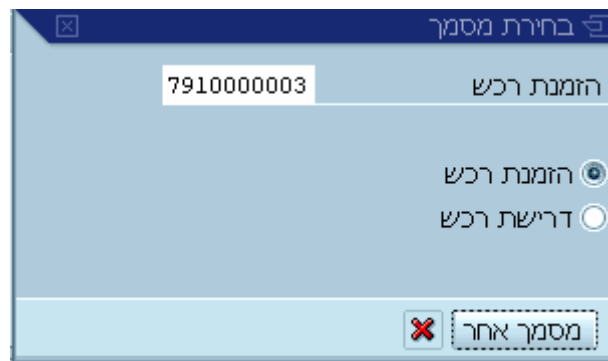 בחירת מסמך
הזמנת רכש 7910000003
הזמנת רכש
דרישת רכש
מסמך אחר